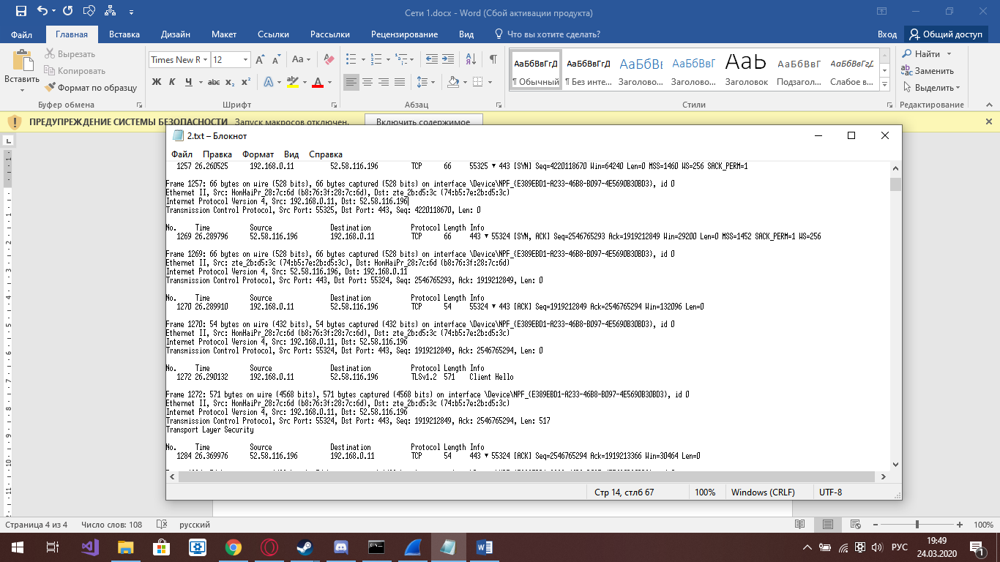 Сети 1.docx - Word (Сбой активации продукта)
Файл Главная Вставка Дизайн Макет Ссылки Рассылки Рецензирование Вид Что вы хотите сделать? Вход Общий доступ
Вставить
Вырезать
Копировать
Формат по образцу
Буфер обмена
Times New R 12
Ж К Ч abc x₂ x²
Шрифт
Абзац
АаБбВвГгД АаБбВвГгД АаБбВв АаБбВвГ АаВ АаБбВвГ АаБбВвГгД
¶ Обычный ¶ Без инте... Заголово... Заголово... Заголовок Подзагол... Слабое в...
Стили
Найти
Заменить
Выделить
Редактирование
ПРЕДУПРЕЖДЕНИЕ СИСТЕМЫ БЕЗОПАСНОСТИ Запуск макросов отключен. Включить содержимое
2.txt – Блокнот
Файл Правка Формат Вид Справка
1257 26.260525 192.168.0.11 52.58.116.196 TCP 66 55325 ▾ 443 [SYN] Seq=4220118670 Win=64240 Len=0 MSS=1460 WS=256 SACK_PERM=1
Frame 1257: 66 bytes on wire (528 bits), 66 bytes captured (528 bits) on interface \Device\NPF_{E389EBD1-A233-46B8-B097-4E5690B30BD3}, id 0
Ethernet II, Src: HonHaiPr_28:7c:6d (b8:76:3f:28:7c:6d), Dst: zte_2b:d5:3c (74:b5:7e:2b:d5:3c)
Internet Protocol Version 4, Src: 192.168.0.11, Dst: 52.58.116.196
Transmission Control Protocol, Src Port: 55325, Dst Port: 443, Seq: 4220118670, Len: 0
No. Time Source Destination Protocol Length Info
1269 26.289796 52.58.116.196 192.168.0.11 TCP 66 443 ▾ 55324 [SYN, ACK] Seq=2546765293 Ack=1919212849 Win=29200 Len=0 MSS=1452 SACK_PERM=1 WS=256
Frame 1269: 66 bytes on wire (528 bits), 66 bytes captured (528 bits) on interface \Device\NPF_{E389EBD1-A233-46B8-B097-4E5690B30BD3}, id 0
Ethernet II, Src: zte_2b:d5:3c (74:b5:7e:2b:d5:3c), Dst: HonHaiPr_28:7c:6d (b8:76:3f:28:7c:6d)
Internet Protocol Version 4, Src: 52.58.116.196, Dst: 192.168.0.11
Transmission Control Protocol, Src Port: 443, Dst Port: 55324, Seq: 2546765293, Ack: 1919212849, Len: 0
No. Time Source Destination Protocol Length Info
1270 26.289910 192.168.0.11 52.58.116.196 TCP 54 55324 ▾ 443 [ACK] Seq=1919212849 Ack=2546765294 Win=132096 Len=0
Frame 1270: 54 bytes on wire (432 bits), 54 bytes captured (432 bits) on interface \Device\NPF_{E389EBD1-A233-46B8-B097-4E5690B30BD3}, id 0
Ethernet II, Src: HonHaiPr_28:7c:6d (b8:76:3f:28:7c:6d), Dst: zte_2b:d5:3c (74:b5:7e:2b:d5:3c)
Internet Protocol Version 4, Src: 192.168.0.11, Dst: 52.58.116.196
Transmission Control Protocol, Src Port: 55324, Dst Port: 443, Seq: 1919212849, Ack: 2546765294, Len: 0
No. Time Source Destination Protocol Length Info
1272 26.290132 192.168.0.11 52.58.116.196 TLSv1.2 571 Client Hello
Frame 1272: 571 bytes on wire (4568 bits), 571 bytes captured (4568 bits) on interface \Device\NPF_{E389EBD1-A233-46B8-B097-4E5690B30BD3}, id 0
Ethernet II, Src: HonHaiPr_28:7c:6d (b8:76:3f:28:7c:6d), Dst: zte_2b:d5:3c (74:b5:7e:2b:d5:3c)
Internet Protocol Version 4, Src: 192.168.0.11, Dst: 52.58.116.196
Transmission Control Protocol, Src Port: 55324, Dst Port: 443, Seq: 1919212849, Ack: 2546765294, Len: 517
Transport Layer Security
No. Time Source Destination Protocol Length Info
1284 26.369976 52.58.116.196 192.168.0.11 TCP 54 443 ▾ 55324 [ACK] Seq=2546765294 Ack=1919213366 Win=30464 Len=0
Стр 14, стлб 67 100% Windows (CRLF) UTF-8
Страница 4 из 4 Число слов: 108 русский 100%
РУС 19:49
24.03.2020